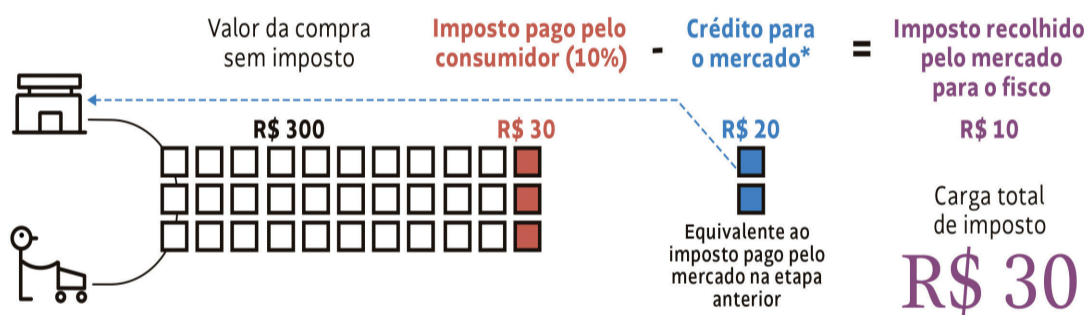 Valor da compra
sem imposto
Imposto pago pelo
consumidor (10%)
-
Crédito para
o mercado*
=
Imposto recolhido
pelo mercado
para o fisco
R$ 300
R$ 30
R$ 20
R$ 10
Equivalente ao
imposto pago pelo
mercado na etapa
anterior
Carga total
de imposto
R$ 30